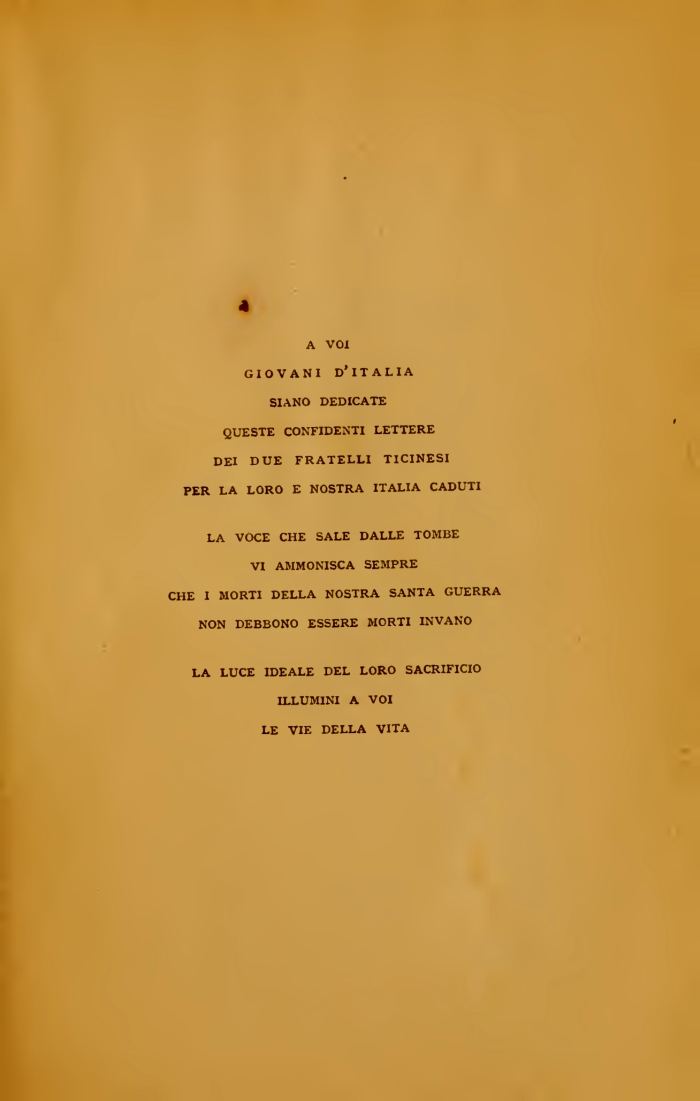 A VOI
GIOVANI D'ITALIA
SIANO DEDICATE
QUESTE CONFIDENTI LETTERE
DEI DUE FRATELLI TICINESI
PER LA LORO E NOSTRA ITALIA CADUTI
LA VOCE CHE SALE DALLE TOMBE
VI AMMONISCA SEMPRE
CHE I MORTI DELLA NOSTRA SANTA GUERRA
NON DEBBONO ESSERE MORTI INVANO
LA LUCE IDEALE DEL LORO SACRIFICIO
ILLUMINI A VOI
LE VIE DELLA VITA